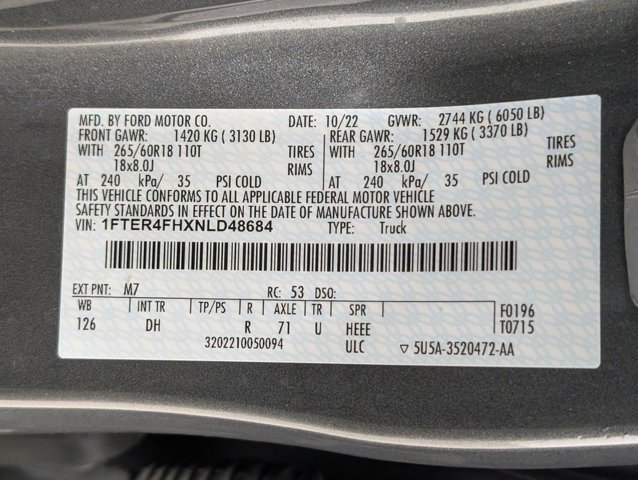 MFD. BY FORD MOTOR CO. DATE: 10/22 GVWR: 2744 KG ( 6050 LB)
FRONT GAWR: 1420 KG ( 3130 LB) REAR GAWR: 1529 KG ( 3370 LB)
WITH 265/60R18 110T TIRES WITH 265/60R18 110T TIRES
18x8.0J RIMS 18x8.0J RIMS
AT 240 kPa/ 35 PSI COLD AT 240 kPa/ 35 PSI COLD
THIS VEHICLE CONFORMS TO ALL APPLICABLE FEDERAL MOTOR VEHICLE
SAFETY STANDARDS IN EFFECT ON THE DATE OF MANUFACTURE SHOWN ABOVE.
VIN: 1FTER4FHXNLD48684 TYPE: Truck
EXT PNT: M7 RC: 53 DSO:
WB INT TR TP/PS R AXLE TR SPR F0196
126 DH R 71 U HEEE T0715
3202210050094 ULC ▽ 5U5A-3520472-AA